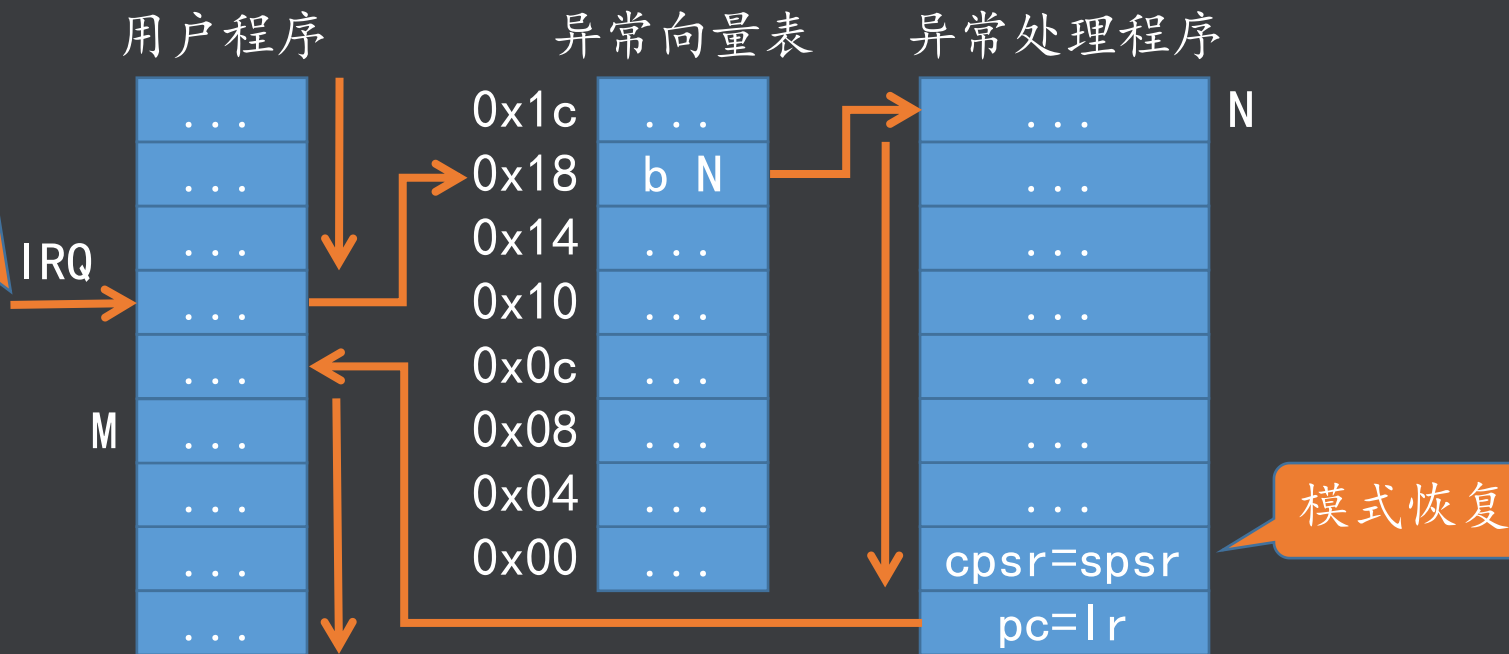 用户程序 异常向量表 异常处理程序
... 0x1c ... ... N
... 0x18 b N ...
IRQ ... 0x14 ... ...
... 0x10 ... ...
... 0x0c ... ...
M ... 0x08 ... ...
... 0x04 ... ... 模式恢复
... 0x00 ... cpsr=spsr
... pc=lr